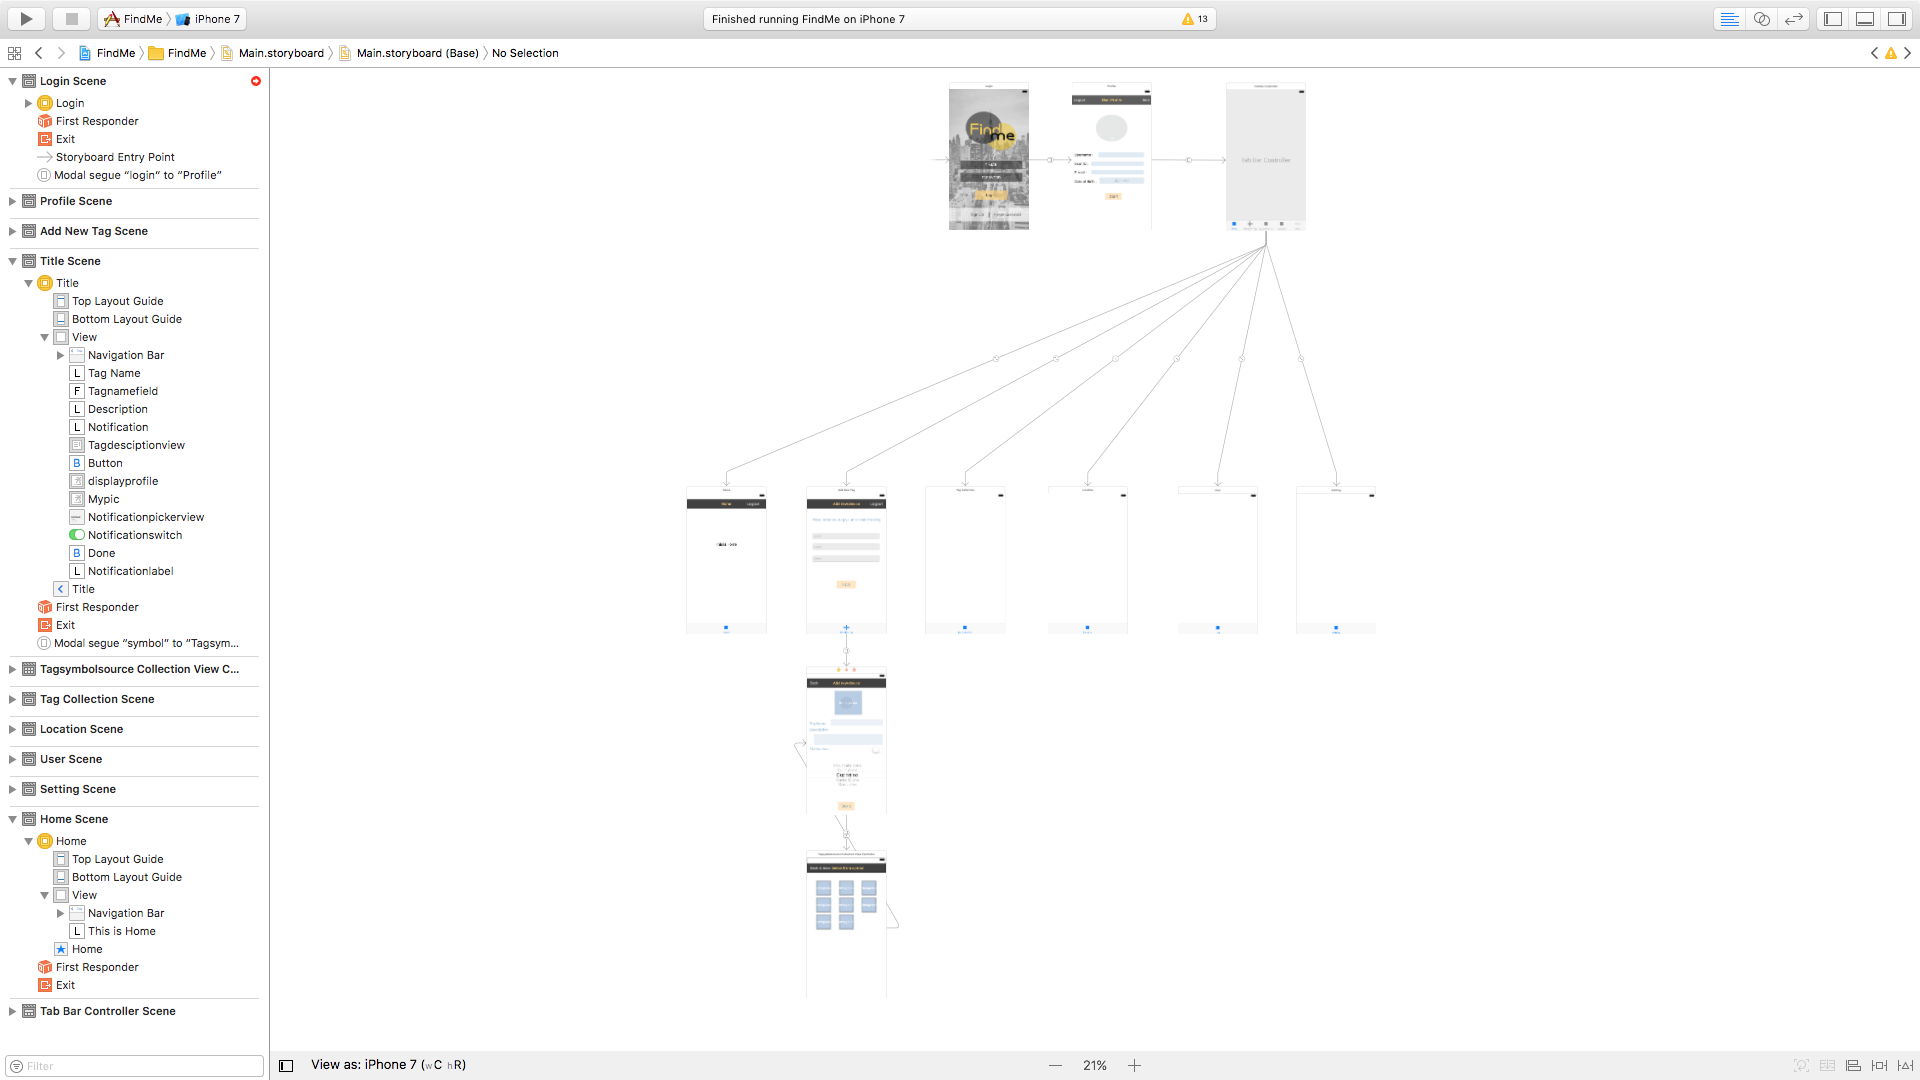 FindMe
iPhone 7
Finished running FindMe on iPhone 7
13
FindMe
FindMe
Main.storyboard
Main.storyboard (Base)
No Selection
Login Scene
Login
First Responder
Exit
Storyboard Entry Point
Modal segue “login” to “Profile”
Profile Scene
Add New Tag Scene
Title Scene
Title
Top Layout Guide
Bottom Layout Guide
View
Navigation Bar
L Tag Name
F Tagnamefield
L Description
L Notification
Tagdesciptionview
B Button
displayprofile
Mypic
Notificationpickerview
Notificationswitch
B Done
L Notificationlabel
Title
First Responder
Exit
Modal segue “symbol” to “Tagsym...
Tagsymbolsource Collection View C...
Tag Collection Scene
Location Scene
User Scene
Setting Scene
Home Scene
Home
Top Layout Guide
Bottom Layout Guide
View
Navigation Bar
L This is Home
Home
First Responder
Exit
Tab Bar Controller Scene
Filter
Find
me
Tab Bar Controller
View as: iPhone 7 (wC hR)
21%